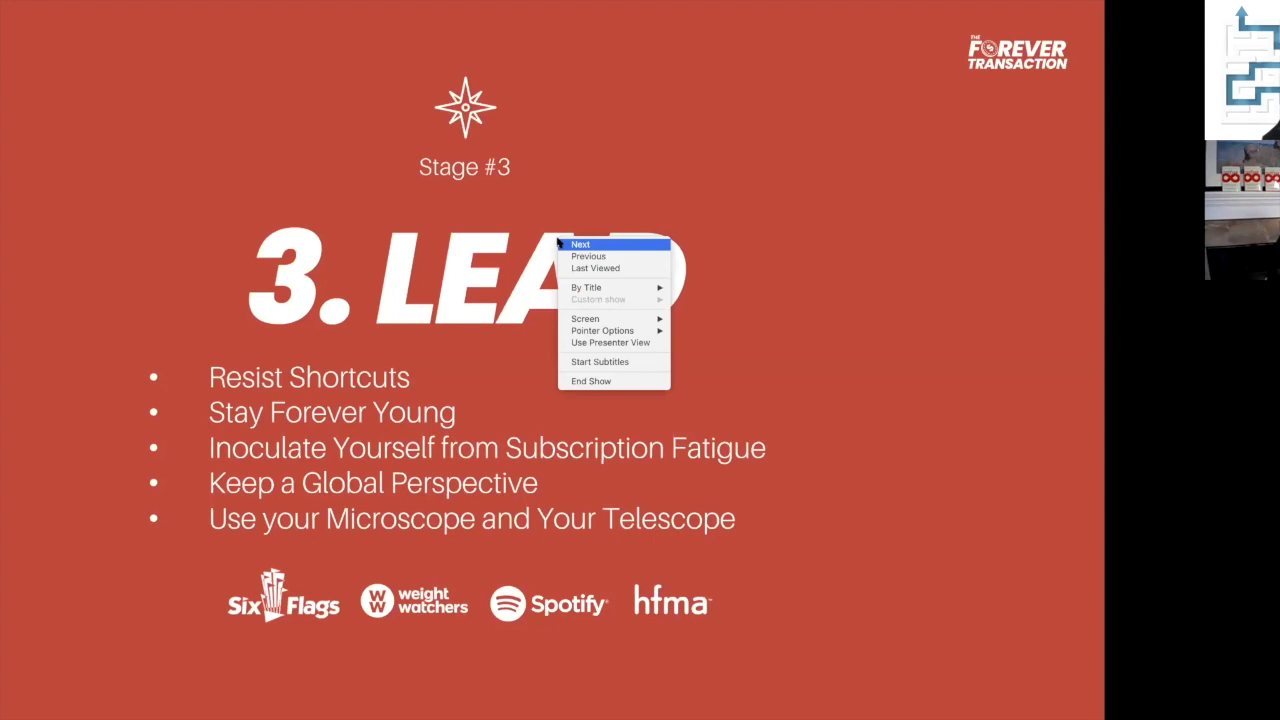 THE
FOREVER
TRANSACTION
Stage #3
3. LEAD
Next
Previous
Last Viewed
By Title
Custom show
Screen
Pointer Options
Use Presenter View
Start Subtitles
End Show
• Resist Shortcuts
• Stay Forever Young
• Inoculate Yourself from Subscription Fatigue
• Keep a Global Perspective
• Use your Microscope and Your Telescope
Six Flags
WW weight watchers
Spotify
hfma